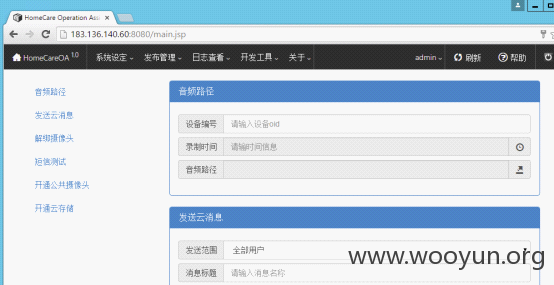 HomeCare Operation Ass
183.136.140.60:8080/main.jsp
HomeCareOA 1.0 系统设定 发布管理 日志查看 开发工具 关于 admin 刷新 帮助
音频路径
发送云消息
解绑摄像头
短信测试
开通公共摄像头
开通云存储
音频路径
设备编号 请输入设备oid
录制时间 请输时间信息
音频路径
发送云消息
发送范围 全部用户
消息标题 请输入消息名称
www.wooyun.org